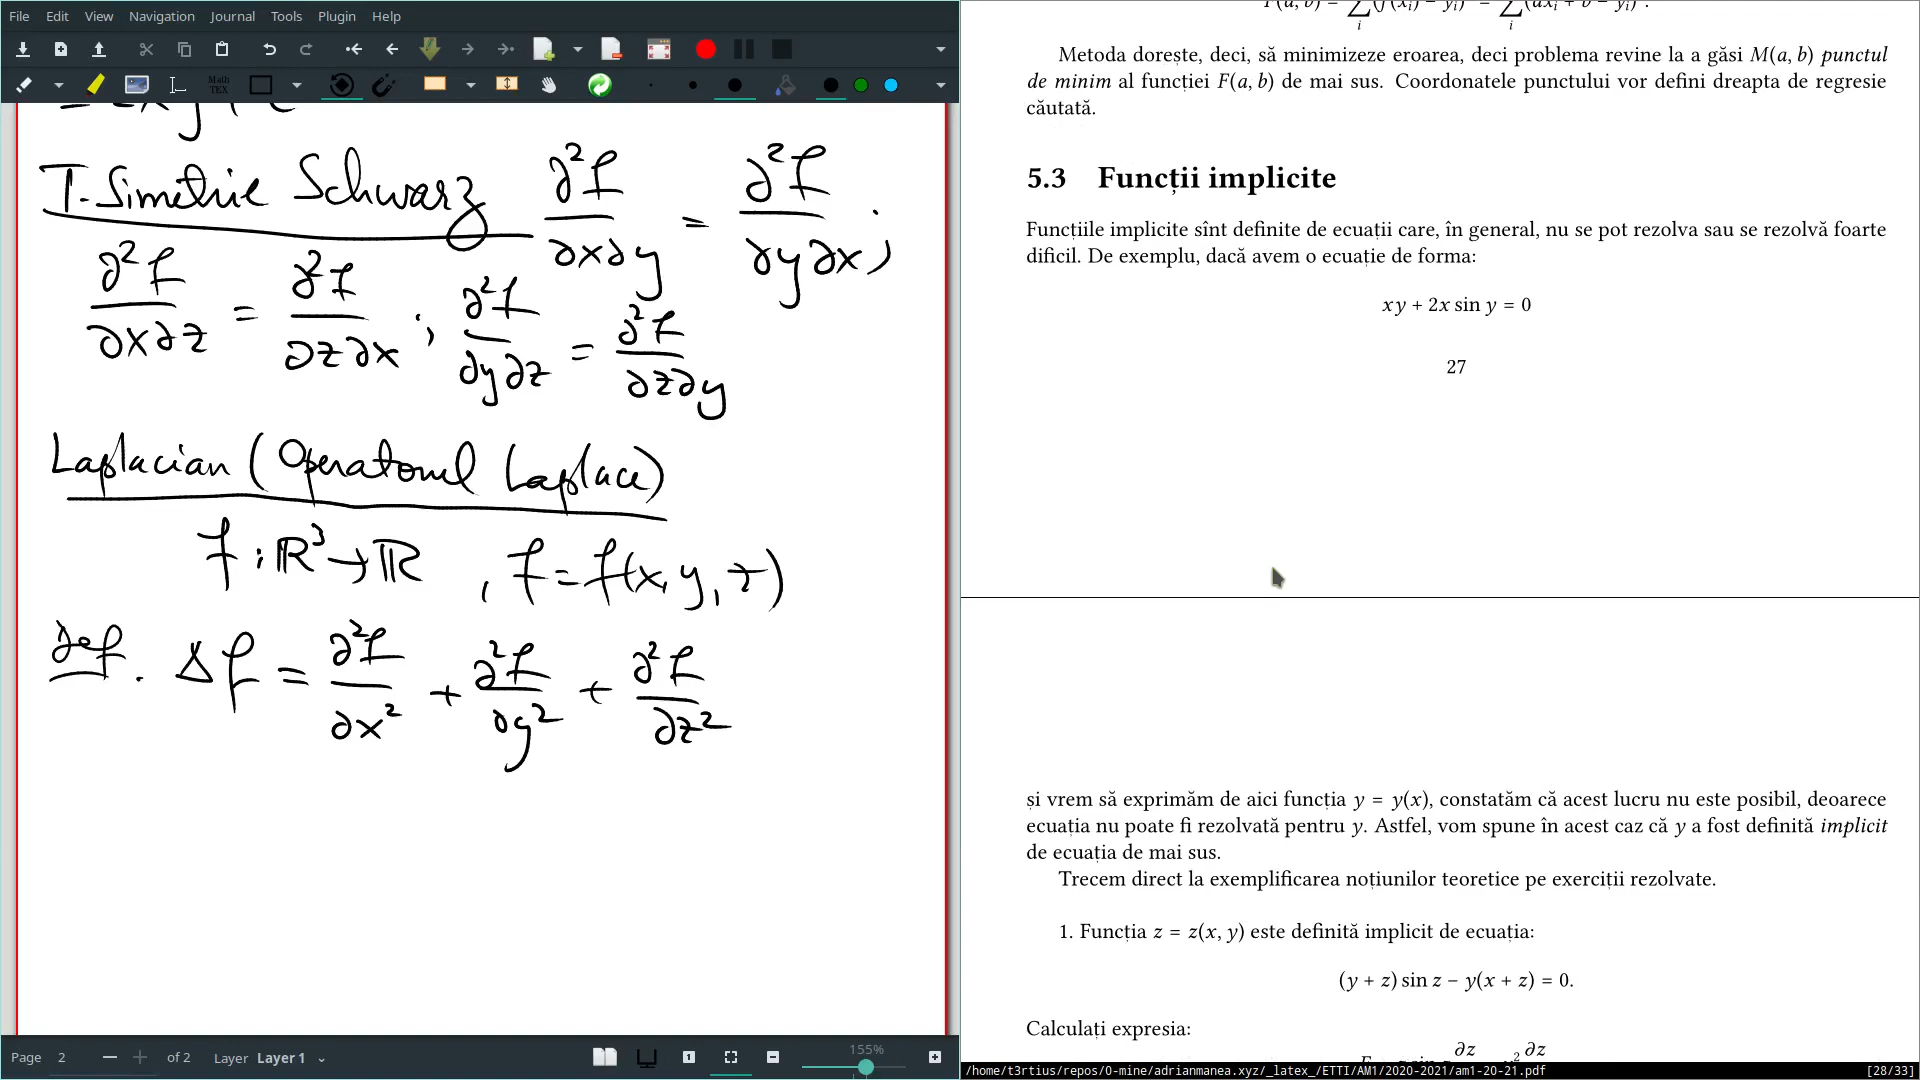 File Edit View Navigation Journal Tools Plugin Help
Math TEX
T. Simetrie Schwarz ∂²f/∂x∂y = ∂²f/∂y∂x ;
∂²f/∂x∂z = ∂²f/∂z∂x ; ∂²f/∂y∂z = ∂²f/∂z∂y
Laplacian (Operatorul Laplace)
f : ℝ³ → ℝ , f = f(x, y, z)
Def. Δf = ∂²f/∂x² + ∂²f/∂y² + ∂²f/∂z²
Page 2 of 2 Layer Layer 1 155%
Metoda dorește, deci, să minimizeze eroarea, deci problema revine la a găsi M(a, b) punctul
de minim al funcției F(a, b) de mai sus. Coordonatele punctului vor defini dreapta de regresie
căutată.
5.3 Funcții implicite
Funcțiile implicite sînt definite de ecuații care, în general, nu se pot rezolva sau se rezolvă foarte
dificil. De exemplu, dacă avem o ecuație de forma:
xy + 2x sin y = 0
27
și vrem să exprimăm de aici funcția y = y(x), constatăm că acest lucru nu este posibil, deoarece
ecuația nu poate fi rezolvată pentru y. Astfel, vom spune în acest caz că y a fost definită implicit
de ecuația de mai sus.
Trecem direct la exemplificarea noțiunilor teoretice pe exerciții rezolvate.
1. Funcția z = z(x, y) este definită implicit de ecuația:
(y + z) sin z − y(x + z) = 0.
Calculați expresia:
/home/t3rtius/repos/0-mine/adrianmanea.xyz/_latex_/ETTI/AM1/2020-2021/am1-20-21.pdf [28/33]